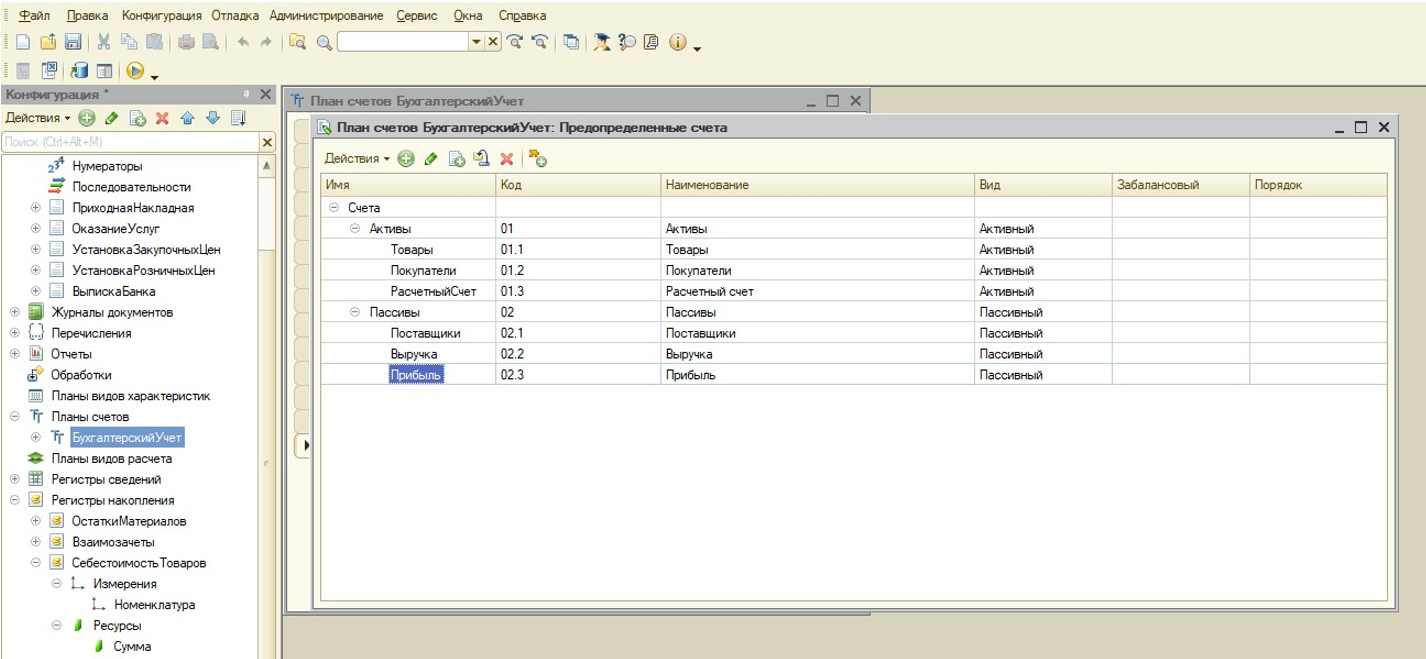 Файл Правка Конфигурация Отладка Администрирование Сервис Окна Справка
Конфигурация *
Действия
Поиск (Ctrl+Alt+M)
Нумераторы
Последовательности
ПриходнаяНакладная
ОказаниеУслуг
УстановкаЗакупочныхЦен
УстановкаРозничныхЦен
ВыпискаБанка
Журналы документов
Перечисления
Отчеты
Обработки
Планы видов характеристик
Планы счетов
БухгалтерскийУчет
Планы видов расчета
Регистры сведений
Регистры накопления
ОстаткиМатериалов
Взаимозачеты
СебестоимостьТоваров
Измерения
Номенклатура
Ресурсы
Сумма
План счетов БухгалтерскийУчет
План счетов БухгалтерскийУчет: Предопределенные счета
Действия
Имя Код Наименование Вид Забалансовый Порядок
Счета
Активы 01 Активы Активный
Товары 01.1 Товары Активный
Покупатели 01.2 Покупатели Активный
РасчетныйСчет 01.3 Расчетный счет Активный
Пассивы 02 Пассивы Пассивный
Поставщики 02.1 Поставщики Пассивный
Выручка 02.2 Выручка Пассивный
Прибыль 02.3 Прибыль Пассивный